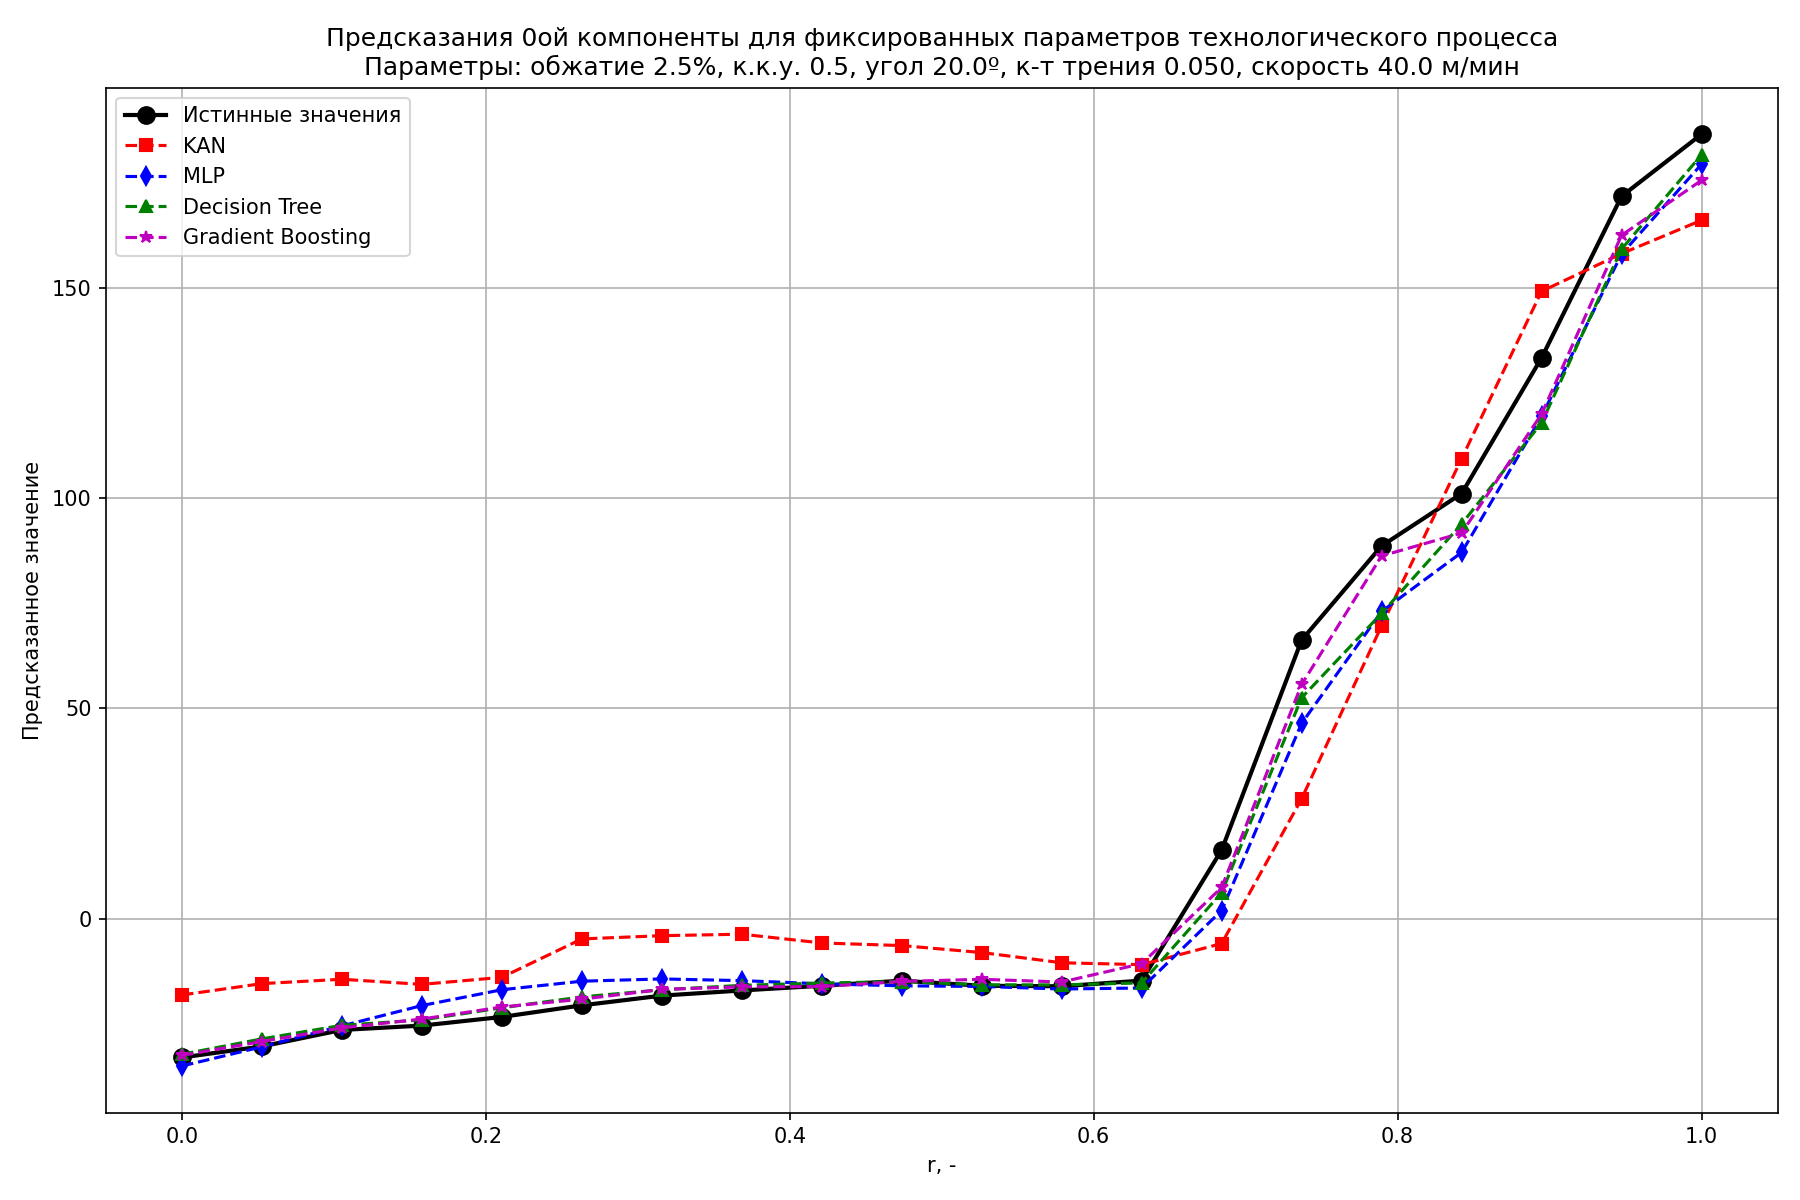 Предсказания 0ой компоненты для фиксированных параметров технологического процесса
Параметры: обжатие 2.5%, к.к.у. 0.5, угол 20.0º, к-т трения 0.050, скорость 40.0 м/мин
Истинные значения
KAN
MLP
Decision Tree
Gradient Boosting
Предсказанное значение
150
100
50
0
0.0
0.2
0.4
0.6
0.8
1.0
r, -